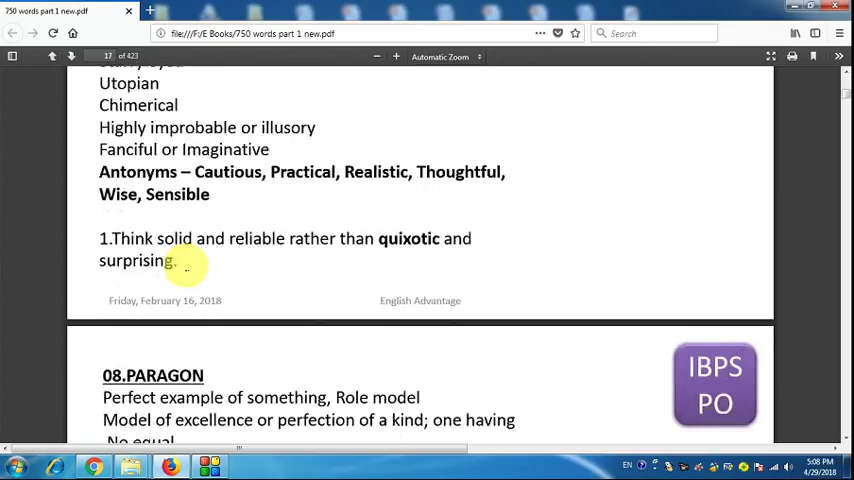 750 words part 1 new.pdf
file:///F:/E Books/750 words part 1 new.pdf
Search
17 of 423
Automatic Zoom
Utopian
Chimerical
Highly improbable or illusory
Fanciful or Imaginative
Antonyms – Cautious, Practical, Realistic, Thoughtful,
Wise, Sensible
1.Think solid and reliable rather than quixotic and
surprising.
Friday, February 16, 2018
English Advantage
08.PARAGON
IBPS
PO
Perfect example of something, Role model
Model of excellence or perfection of a kind; one having
No equal
EN
5:08 PM
4/29/2018